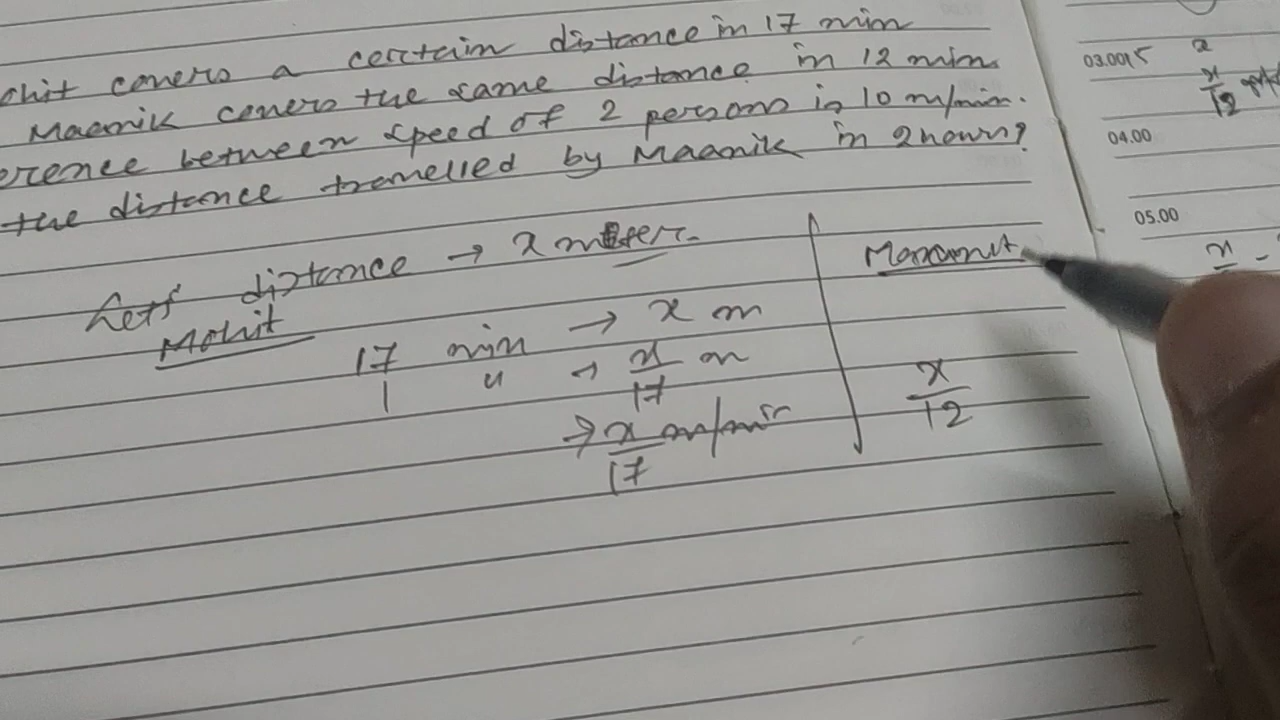 ohit covers a certain distance in 17 min
Maanik covers the same distance in 12 min.
erence between speed of 2 persons is 10 m/min.
the distance travelled by Maanik in 2 hours?
Let's distance → x meter.
Mohit
17 min → x m
1 " → x/17 m
→ x/17 m/min
x/12
03.00
x/12
04.00
05.00
x/ -